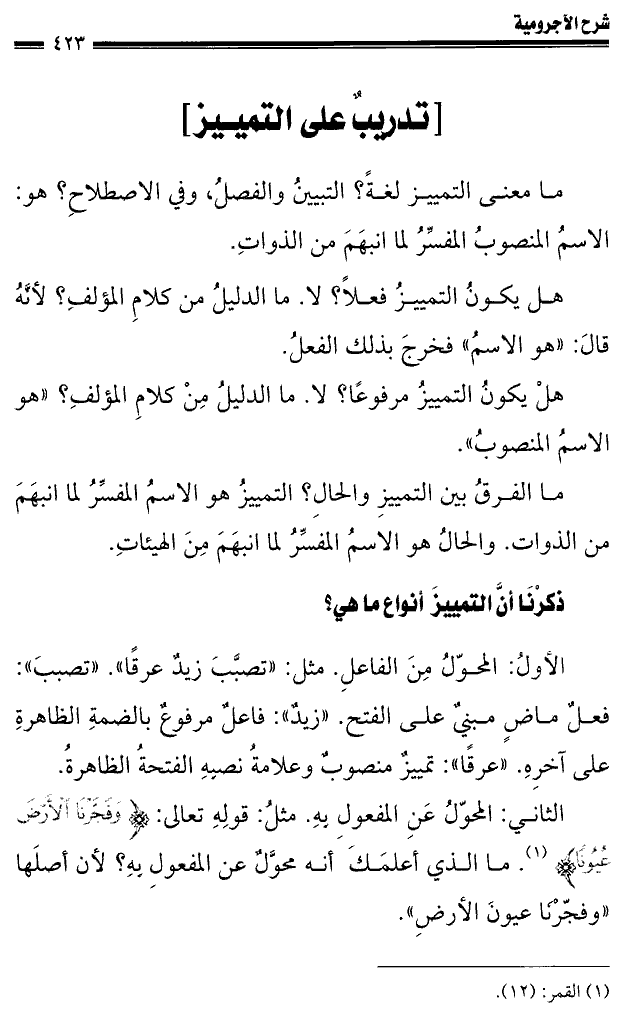 شرح الآجرومية
٤٢٣
[تدريبٌ على التمييز]
ما معنى التمييز لغةً؟ التبيينُ والفصلُ، وفي الاصطلاحِ؟ هو:
الاسمُ المنصوبُ المفسِّرُ لما انبهَمَ من الذواتِ.
هل يكونُ التمييزُ فعلاً؟ لا. ما الدليلُ من كلامِ المؤلفِ؟ لأنَّهُ
قالَ: «هو الاسمُ» فخرجَ بذلك الفعلُ.
هلْ يكونُ التمييزُ مرفوعًا؟ لا. ما الدليلُ مِنْ كلامِ المؤلفِ؟ «هو
الاسمُ المنصوبُ».
ما الفرقُ بين التمييزِ والحالِ؟ التمييزُ هو الاسمُ المفسِّرُ لما انبهَمَ
من الذوات. والحالُ هو الاسمُ المفسِّرُ لما انبهَمَ مِنَ الهيئاتِ.
ذكرْنَا أنَّ التمييزَ أنواع ما هي؟
الأولُ: المحوّلُ مِنَ الفاعلِ. مثل: «تصبَّبَ زيدٌ عرقًا». «تصببَ»:
فعلٌ ماضٍ مبنيٌ على الفتح. «زيدٌ»: فاعلٌ مرفوعٌ بالضمةِ الظاهرةِ
على آخرِهِ. «عرقًا»: تمييزٌ منصوبٌ وعلامةُ نصبِهِ الفتحةُ الظاهرةُ.
الثاني: المحوّلُ عَنِ المفعولِ بِهِ. مثلُ: قولِهِ تعالى: ﴿وَفَجَّرْنَا الْأَرْضَ
عُيُونًا﴾ (١). ما الذي أعلمَكَ أنه محوَّلٌ عن المفعولِ بِهِ؟ لأن أصلَها
«وفجّرْنَا عيونَ الأرضِ».
(١) القمر: (١٢).